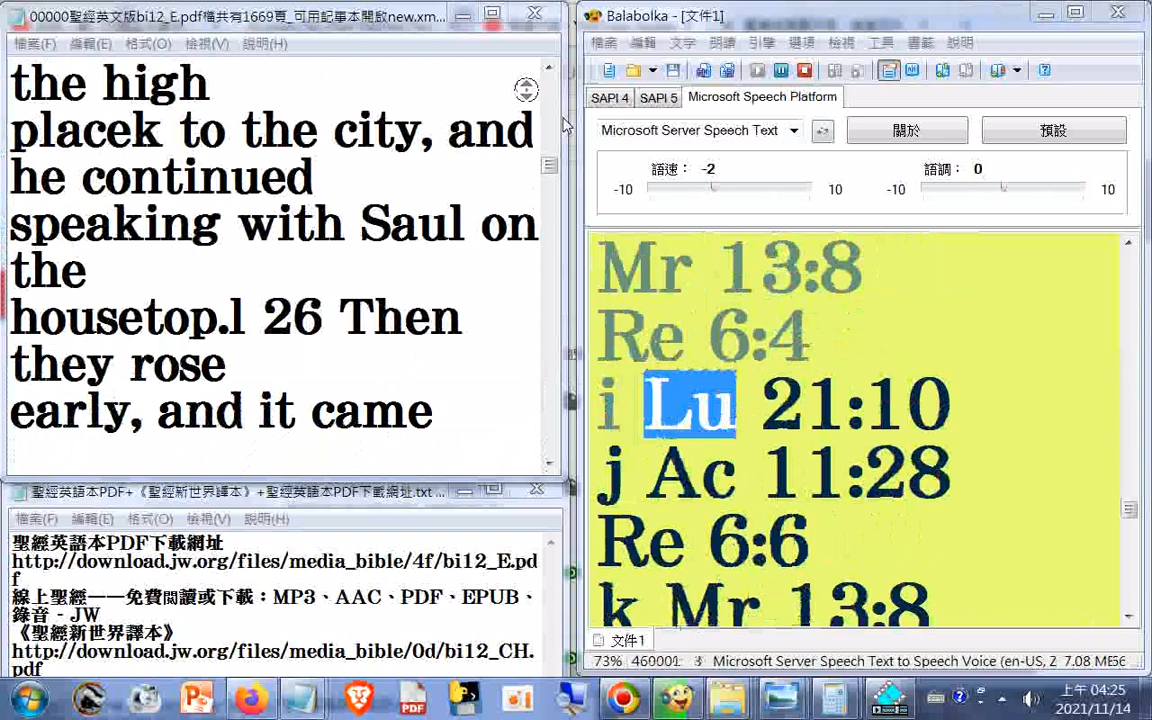 00000聖經英文版bi12_E.pdf檔共有1669頁_可用記事本開啟new.xm...
檔案(F) 編輯(E) 格式(O) 檢視(V) 說明(H)
the high
placek to the city, and
he continued
speaking with Saul on
the
housetop.l 26 Then
they rose
early, and it came
聖經英語本PDF+《聖經新世界譯本》+聖經英語本PDF下載網址.txt ...
檔案(F) 編輯(E) 格式(O) 檢視(V) 說明(H)
聖經英語本PDF下載網址
http://download.jw.org/files/media_bible/4f/bi12_E.pd
f
線上聖經——免費閱讀或下載：MP3、AAC、PDF、EPUB、
錄音 - JW
《聖經新世界譯本》
http://download.jw.org/files/media_bible/0d/bi12_CH.
pdf
Balabolka - [文件1]
檔案 編輯 文字 朗讀 引擎 選項 檢視 工具 書籤 說明
SAPI 4 SAPI 5 Microsoft Speech Platform
Microsoft Server Speech Text 關於 預設
語速： -2 語調： 0
-10 10 -10 10
Mr 13:8
Re 6:4
i Lu 21:10
j Ac 11:28
Re 6:6
k Mr 13:8
文件1
73% 3 Microsoft Server Speech Text to Speech Voice (en-US, 2 7.08 ME
上午 04:25
2021/11/14